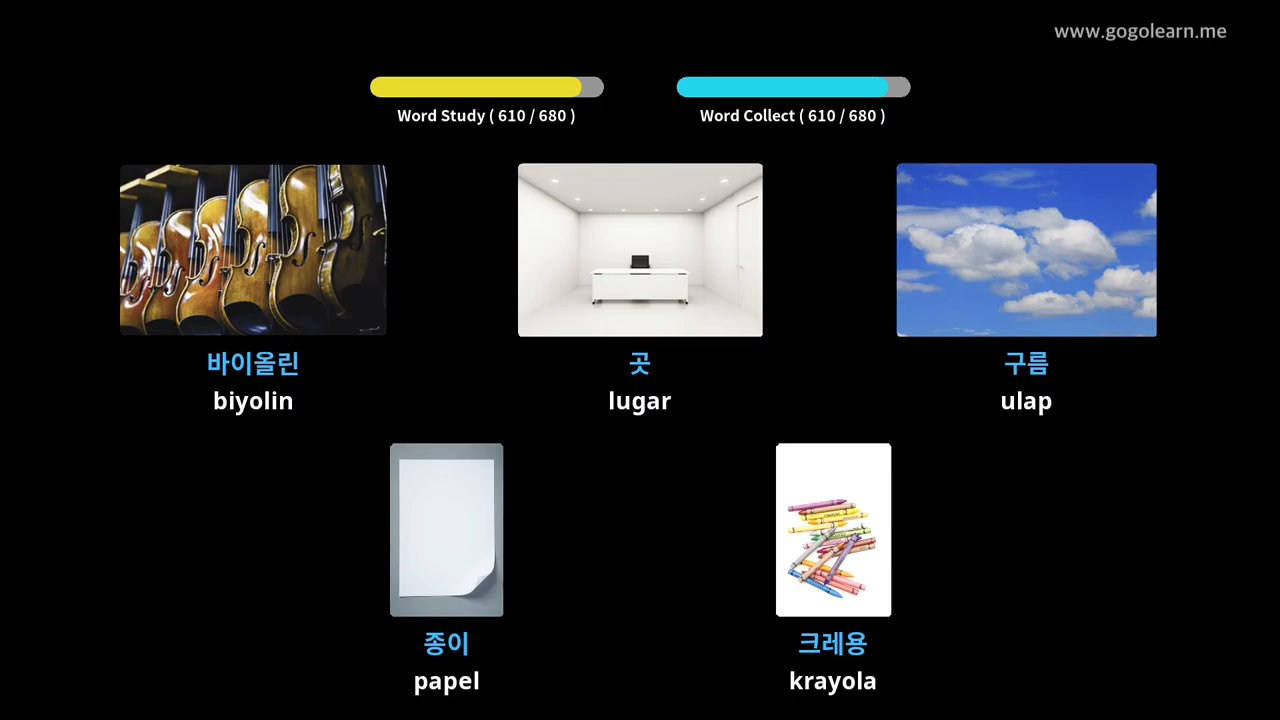 www.gogolearn.me
Word Study ( 610 / 680 )
Word Collect ( 610 / 680 )
바이올린
biyolin
곳
lugar
구름
ulap
종이
papel
크레용
krayola